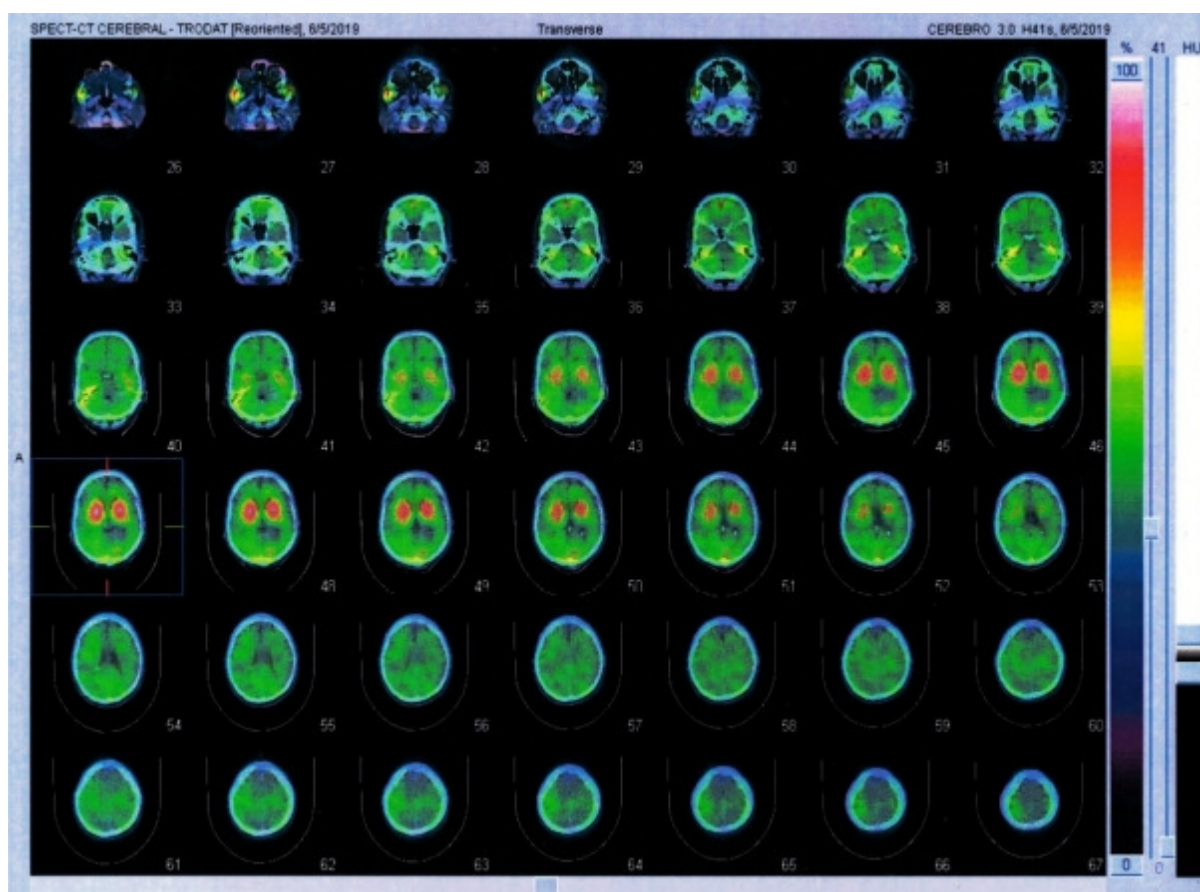 SPECT-CT CEREBRAL - TRODAT [Reoriented], 6/5/2019 Transverse CEREBRO 3.0 H41s, 6/5/2019
% 41 HU
100
26 27 28 29 30 31 32
33 34 35 36 37 38 39
40 41 42 43 44 45 46
A
48 49 50 51 52 53
54 55 56 57 58 59 60
61 62 63 64 65 66 67
0 0